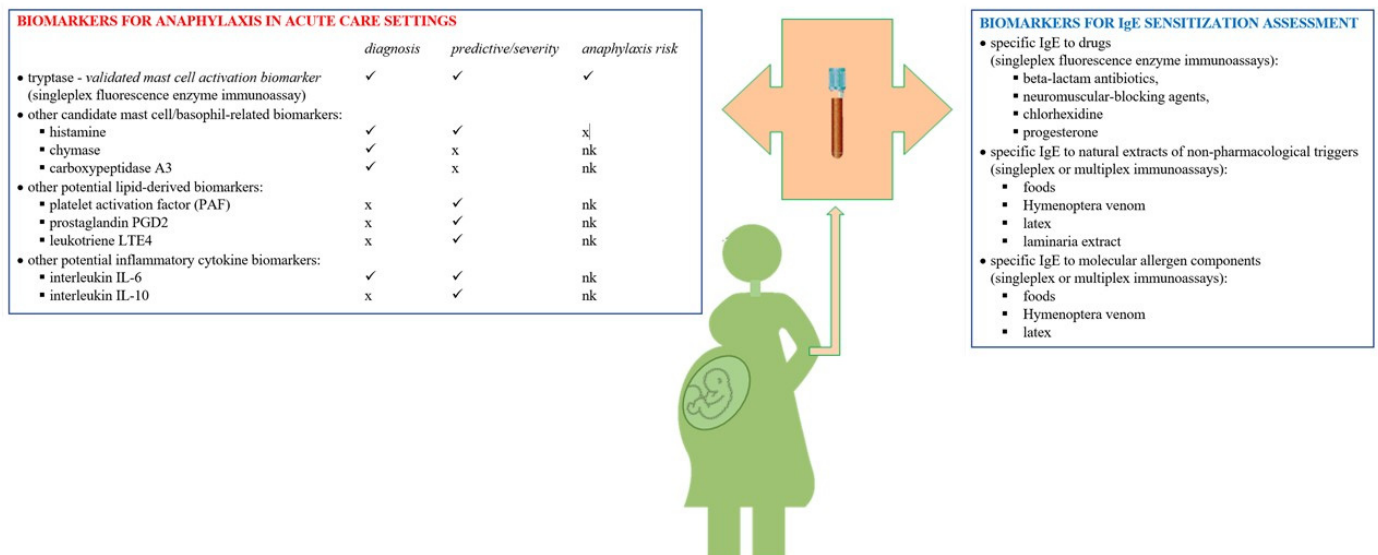 BIOMARKERS FOR ANAPHYLAXIS IN ACUTE CARE SETTINGS
diagnosis predictive/severity anaphylaxis risk
• tryptase - validated mast cell activation biomarker ✓ ✓ ✓
(singleplex fluorescence enzyme immunoassay)
• other candidate mast cell/basophil-related biomarkers:
▪ histamine ✓ ✓ x
▪ chymase ✓ x nk
▪ carboxypeptidase A3 ✓ x nk
• other potential lipid-derived biomarkers:
▪ platelet activation factor (PAF) x ✓ nk
▪ prostaglandin PGD2 x ✓ nk
▪ leukotriene LTE4 x ✓ nk
• other potential inflammatory cytokine biomarkers:
▪ interleukin IL-6 ✓ ✓ nk
▪ interleukin IL-10 x ✓ nk
BIOMARKERS FOR IgE SENSITIZATION ASSESSMENT
• specific IgE to drugs
(singleplex fluorescence enzyme immunoassays):
▪ beta-lactam antibiotics,
▪ neuromuscular-blocking agents,
▪ chlorhexidine
▪ progesterone
• specific IgE to natural extracts of non-pharmacological triggers
(singleplex or multiplex immunoassays):
▪ foods
▪ Hymenoptera venom
▪ latex
▪ laminaria extract
• specific IgE to molecular allergen components
(singleplex or multiplex immunoassays):
▪ foods
▪ Hymenoptera venom
▪ latex